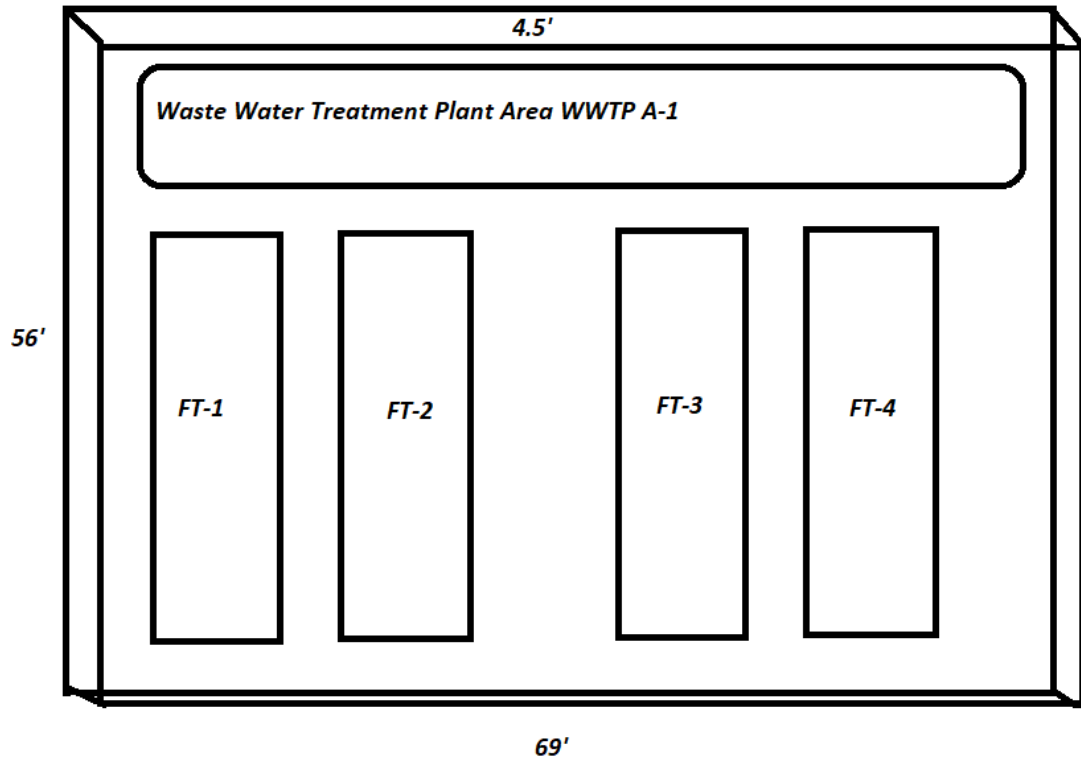 4.5'
Waste Water Treatment Plant Area WWTP A-1
56'
FT-1
FT-2
FT-3
FT-4
69'